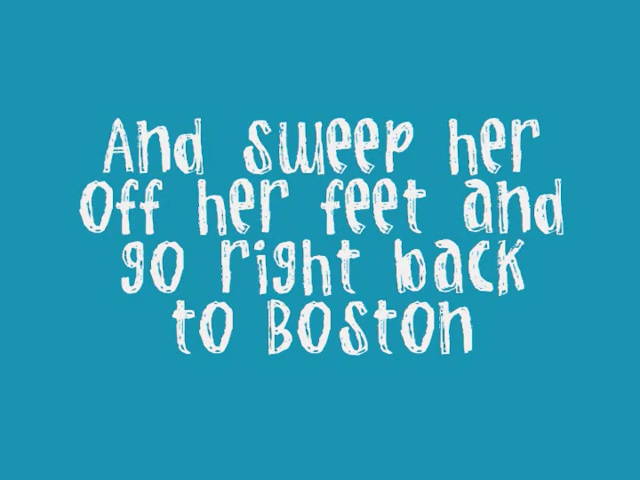 And sweep her
off her feet and
go right back
to Boston